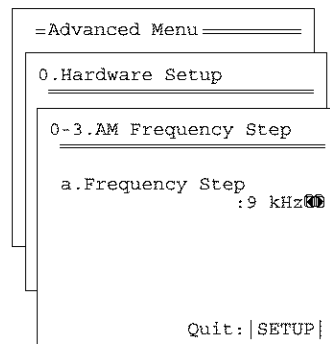 =Advanced Menu
0.Hardware Setup
0-3.AM Frequency Step
a.Frequency Step
:9 kHz
Quit:|SETUP|